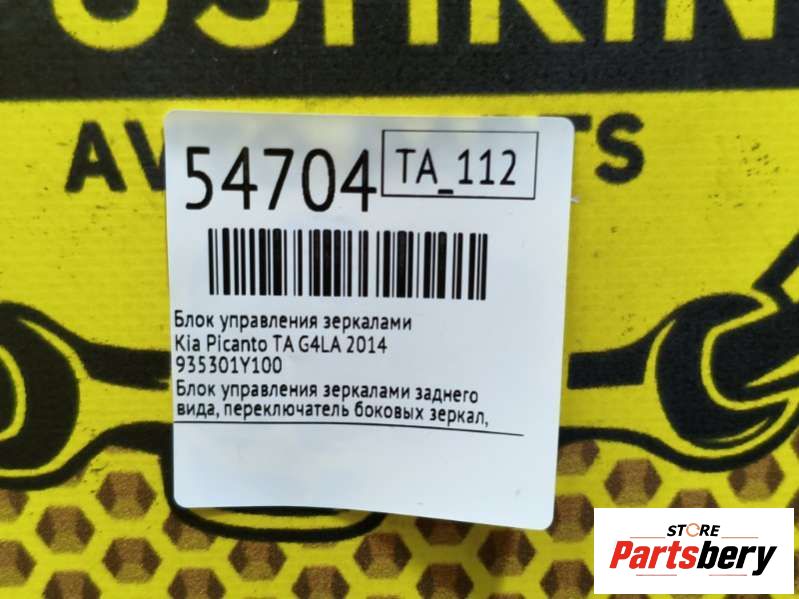 54704
TA_112
Блок управления зеркалами
Kia Picanto TA G4LA 2014
935301Y100
Блок управления зеркалами заднего
вида, переключатель боковых зеркал,
STORE
Partsbery